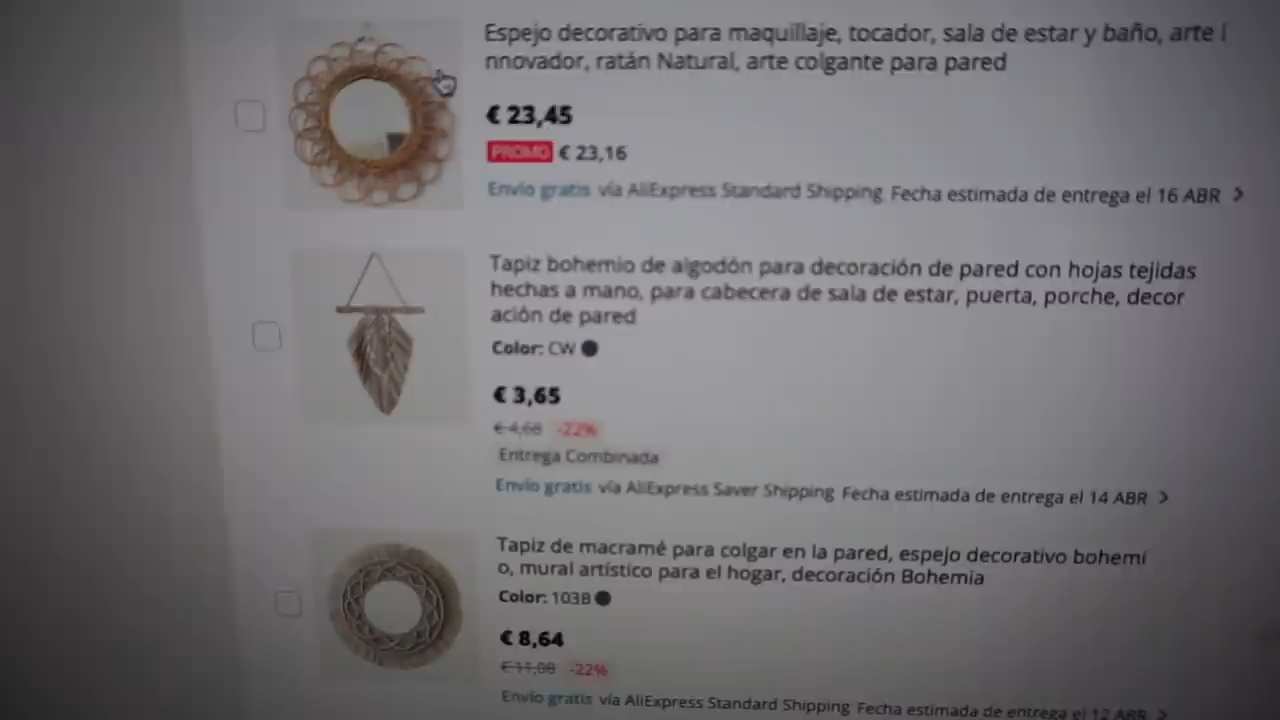 Espejo decorativo para maquillaje, tocador, sala de estar y baño, arte i
nnovador, ratán Natural, arte colgante para pared
€ 23,45
PROMO € 23,16
Envío gratis vía AliExpress Standard Shipping Fecha estimada de entrega el 16 ABR >
Tapiz bohemio de algodón para decoración de pared con hojas tejidas
hechas a mano, para cabecera de sala de estar, puerta, porche, decor
ación de pared
Color: CW
€ 3,65
€ 4,68 -22%
Entrega Combinada
Envío gratis vía AliExpress Saver Shipping Fecha estimada de entrega el 14 ABR >
Tapiz de macramé para colgar en la pared, espejo decorativo bohemi
o, mural artístico para el hogar, decoración Bohemia
Color: 103B
€ 8,64
€ 11,08 -22%
Envío gratis vía AliExpress Standard Shipping Fecha estimada de entrega el 12 ABR >